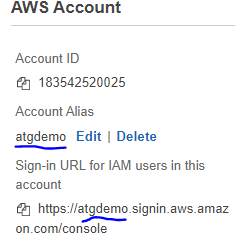 AWS Account
Account ID
183542520025
Account Alias
atgdemo Edit | Delete
Sign-in URL for IAM users in this
account
https://atgdemo.signin.aws.amaz
on.com/console